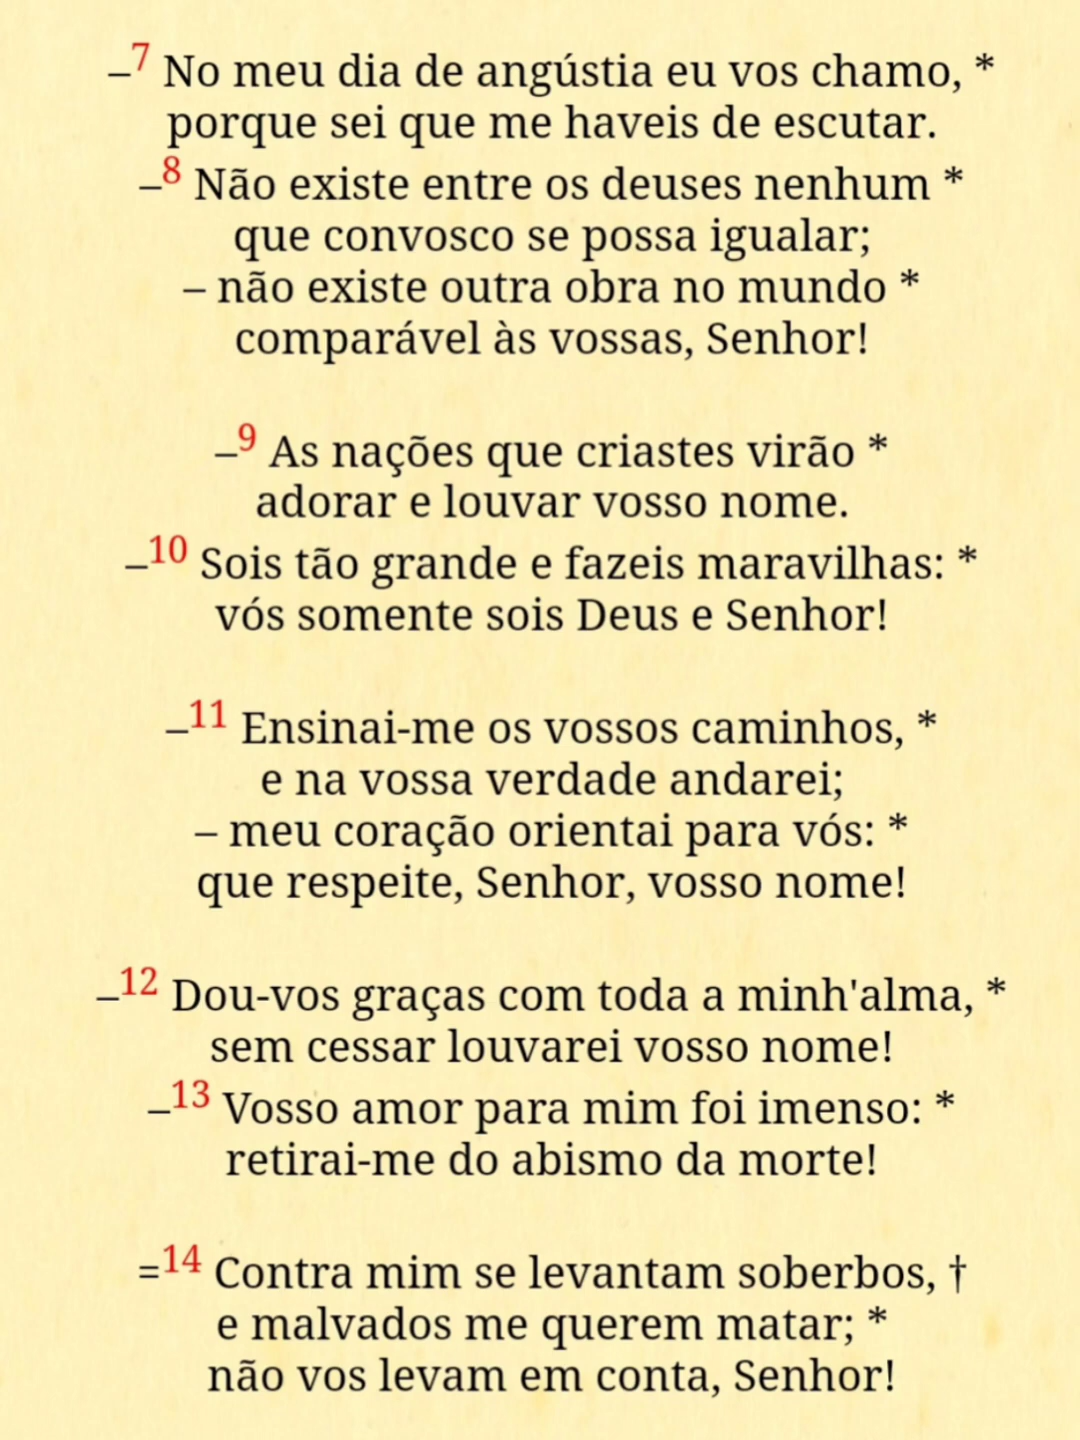 –7 No meu dia de angústia eu vos chamo, *
porque sei que me haveis de escutar.
–8 Não existe entre os deuses nenhum *
que convosco se possa igualar;
– não existe outra obra no mundo *
comparável às vossas, Senhor!
–9 As nações que criastes virão *
adorar e louvar vosso nome.
–10 Sois tão grande e fazeis maravilhas: *
vós somente sois Deus e Senhor!
–11 Ensinai-me os vossos caminhos, *
e na vossa verdade andarei;
– meu coração orientai para vós: *
que respeite, Senhor, vosso nome!
–12 Dou-vos graças com toda a minh'alma, *
sem cessar louvarei vosso nome!
–13 Vosso amor para mim foi imenso: *
retirai-me do abismo da morte!
=14 Contra mim se levantam soberbos, †
e malvados me querem matar; *
não vos levam em conta, Senhor!